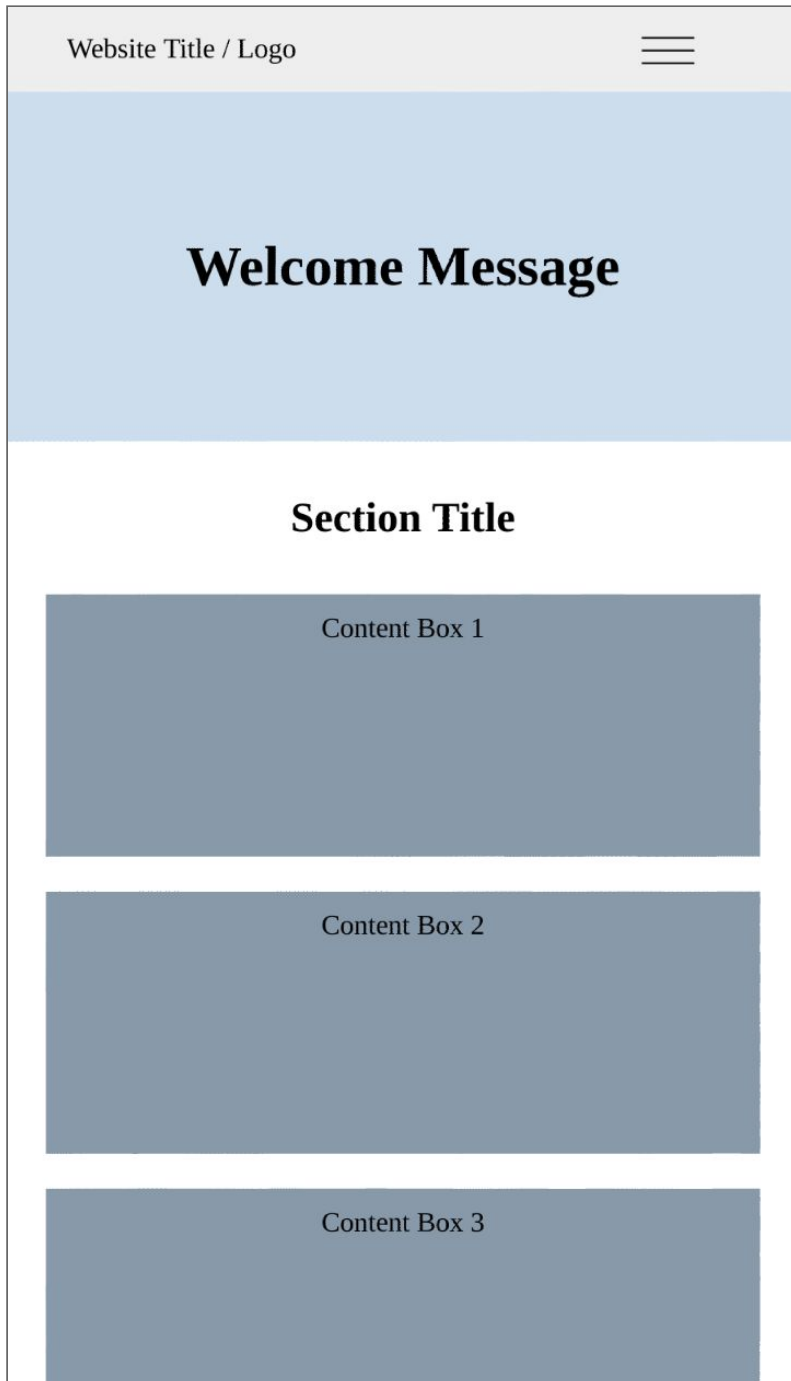 Website Title / Logo
Welcome Message
Section Title
Content Box 1
Content Box 2
Content Box 3